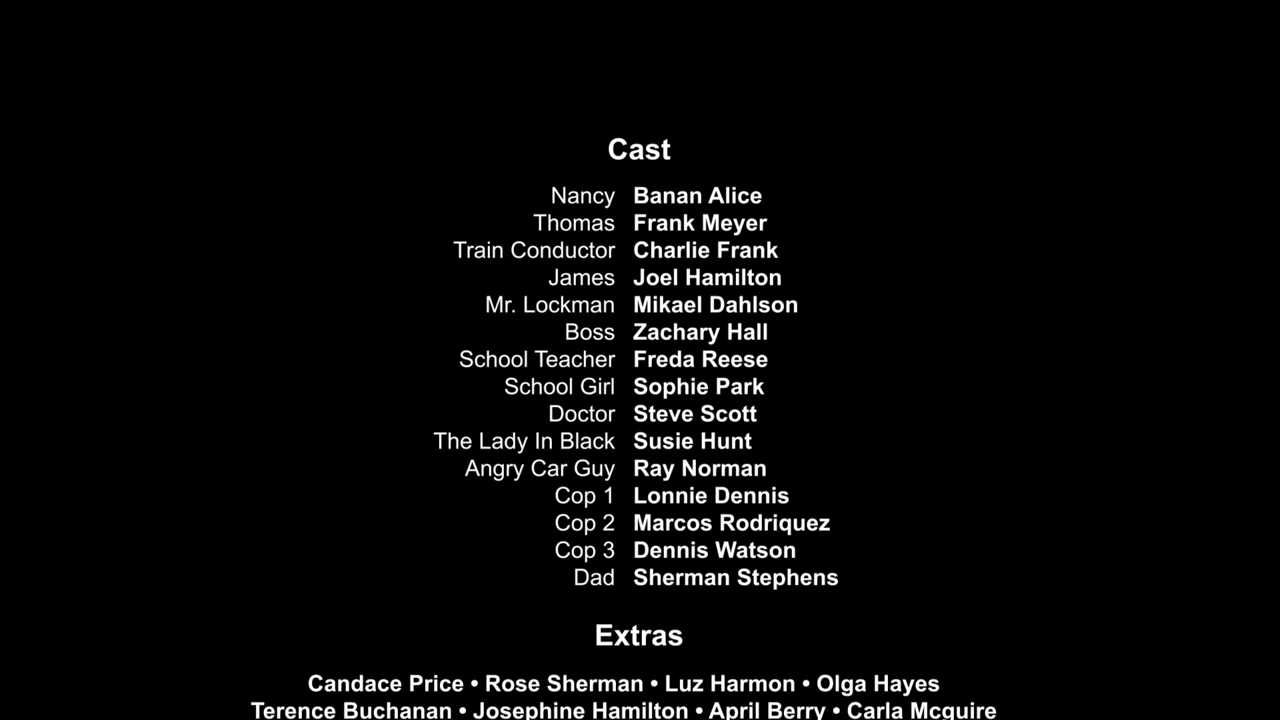 Cast
Nancy Banan Alice
Thomas Frank Meyer
Train Conductor Charlie Frank
James Joel Hamilton
Mr. Lockman Mikael Dahlson
Boss Zachary Hall
School Teacher Freda Reese
School Girl Sophie Park
Doctor Steve Scott
The Lady In Black Susie Hunt
Angry Car Guy Ray Norman
Cop 1 Lonnie Dennis
Cop 2 Marcos Rodriquez
Cop 3 Dennis Watson
Dad Sherman Stephens
Extras
Candace Price • Rose Sherman • Luz Harmon • Olga Hayes
Terence Buchanan • Josephine Hamilton • April Berry • Carla Mcguire